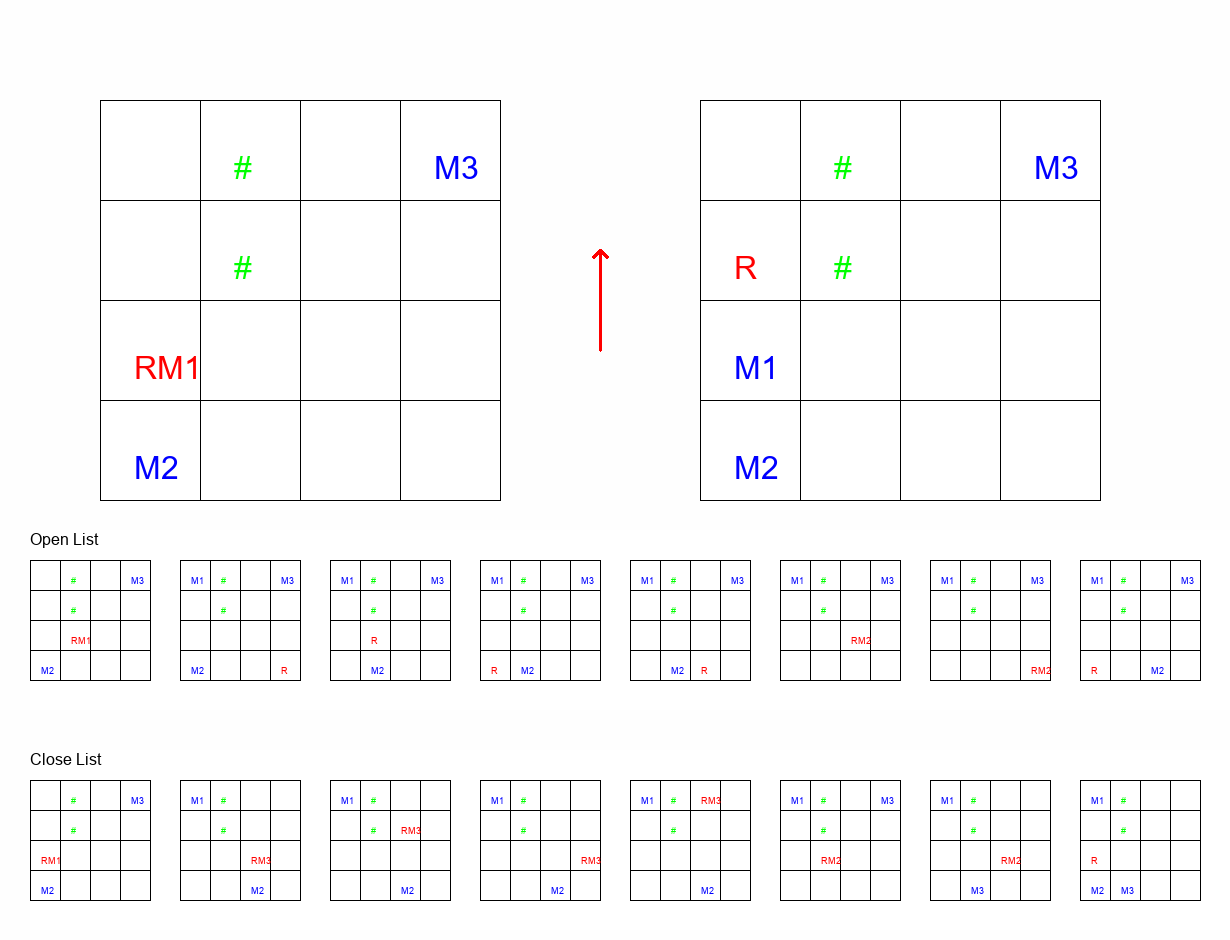 # M3 # M3
# R #
RM1 M1
M2 M2
Open List
# M3 M1 # M3 M1 # M3 M1 # M3 M1 # M3 M1 # M3 M1 # M3 M1 # M3
# # # # # # # #
RM1 R RM2
M2 M2 R M2 R M2 M2 R RM2 R M2
Close List
# M3 M1 # M1 # M1 # M1 # RM3 M1 # M3 M1 # M1 #
# # # RM3 # # # # #
RM1 RM3 RM3 RM2 RM2 R
M2 M2 M2 M2 M2 M3 M2 M3